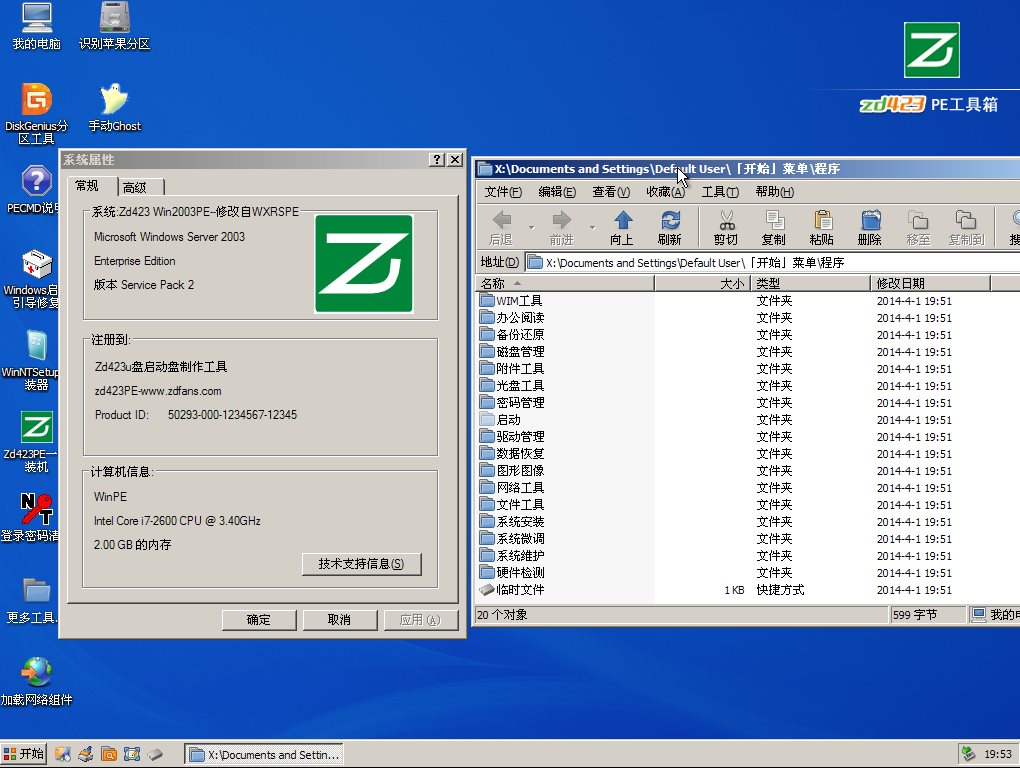 我的电脑
识别苹果分区
DiskGenius分
区工具
手动Ghost
PECMD说明
Windows启
引导修复
WinNTSetup
装器
Zd423PE一
装机
登录密码清
更多工具.
加载网络组件
zd423 PE工具箱
系统属性
常规
高级
系统:Zd423 Win2003PE--修改自WXRSPE
Microsoft Windows Server 2003
Enterprise Edition
版本 Service Pack 2
注册到:
Zd423u盘启动盘制作工具
zd423PE-www.zdfans.com
Product ID: 50293-000-1234567-12345
计算机信息:
WinPE
Intel Core i7-2600 CPU @ 3.40GHz
2.00 GB 的内存
技术支持信息(S)
确定 取消 应用(A)
X:\Documents and Settings\Default User\「开始」菜单\程序
文件(F) 编辑(E) 查看(V) 收藏(A) 工具(T) 帮助(H)
后退 前进 向上 刷新 剪切 复制 粘贴 删除 移至 复制到 搜
地址(D) X:\Documents and Settings\Default User\「开始」菜单\程序
名称 大小 类型 修改日期
WIM工具 文件夹 2014-4-1 19:51
办公阅读 文件夹 2014-4-1 19:51
备份还原 文件夹 2014-4-1 19:51
磁盘管理 文件夹 2014-4-1 19:51
附件工具 文件夹 2014-4-1 19:51
光盘工具 文件夹 2014-4-1 19:51
密码管理 文件夹 2014-4-1 19:51
启动 文件夹 2014-4-1 19:51
驱动管理 文件夹 2014-4-1 19:51
数据恢复 文件夹 2014-4-1 19:51
图形图像 文件夹 2014-4-1 19:51
网络工具 文件夹 2014-4-1 19:51
文件工具 文件夹 2014-4-1 19:51
系统安装 文件夹 2014-4-1 19:51
系统微调 文件夹 2014-4-1 19:51
系统维护 文件夹 2014-4-1 19:51
硬件检测 文件夹 2014-4-1 19:51
临时文件 1 KB 快捷方式 2014-4-1 19:51
20 个对象 599 字节 我的电
开始 X:\Documents and Settin... 19:53